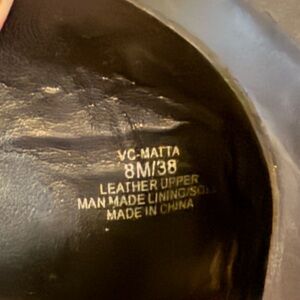 VC-MATTA
8M/38
LEATHER UPPER
MAN MADE LINING/SOLE
MADE IN CHINA